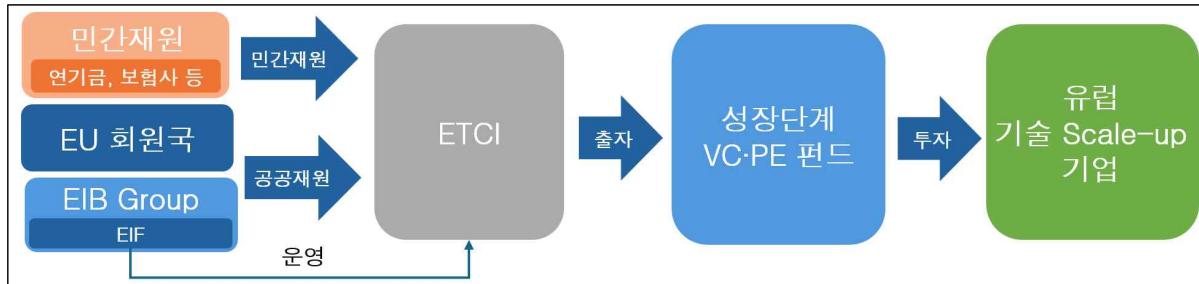 민간재원
연기금, 보험사 등
EU 회원국
EIB Group
EIF
민간재원
공공재원
운영
ETCI
출자
성장단계
VC·PE 펀드
투자
유럽
기술 Scale-up
기업